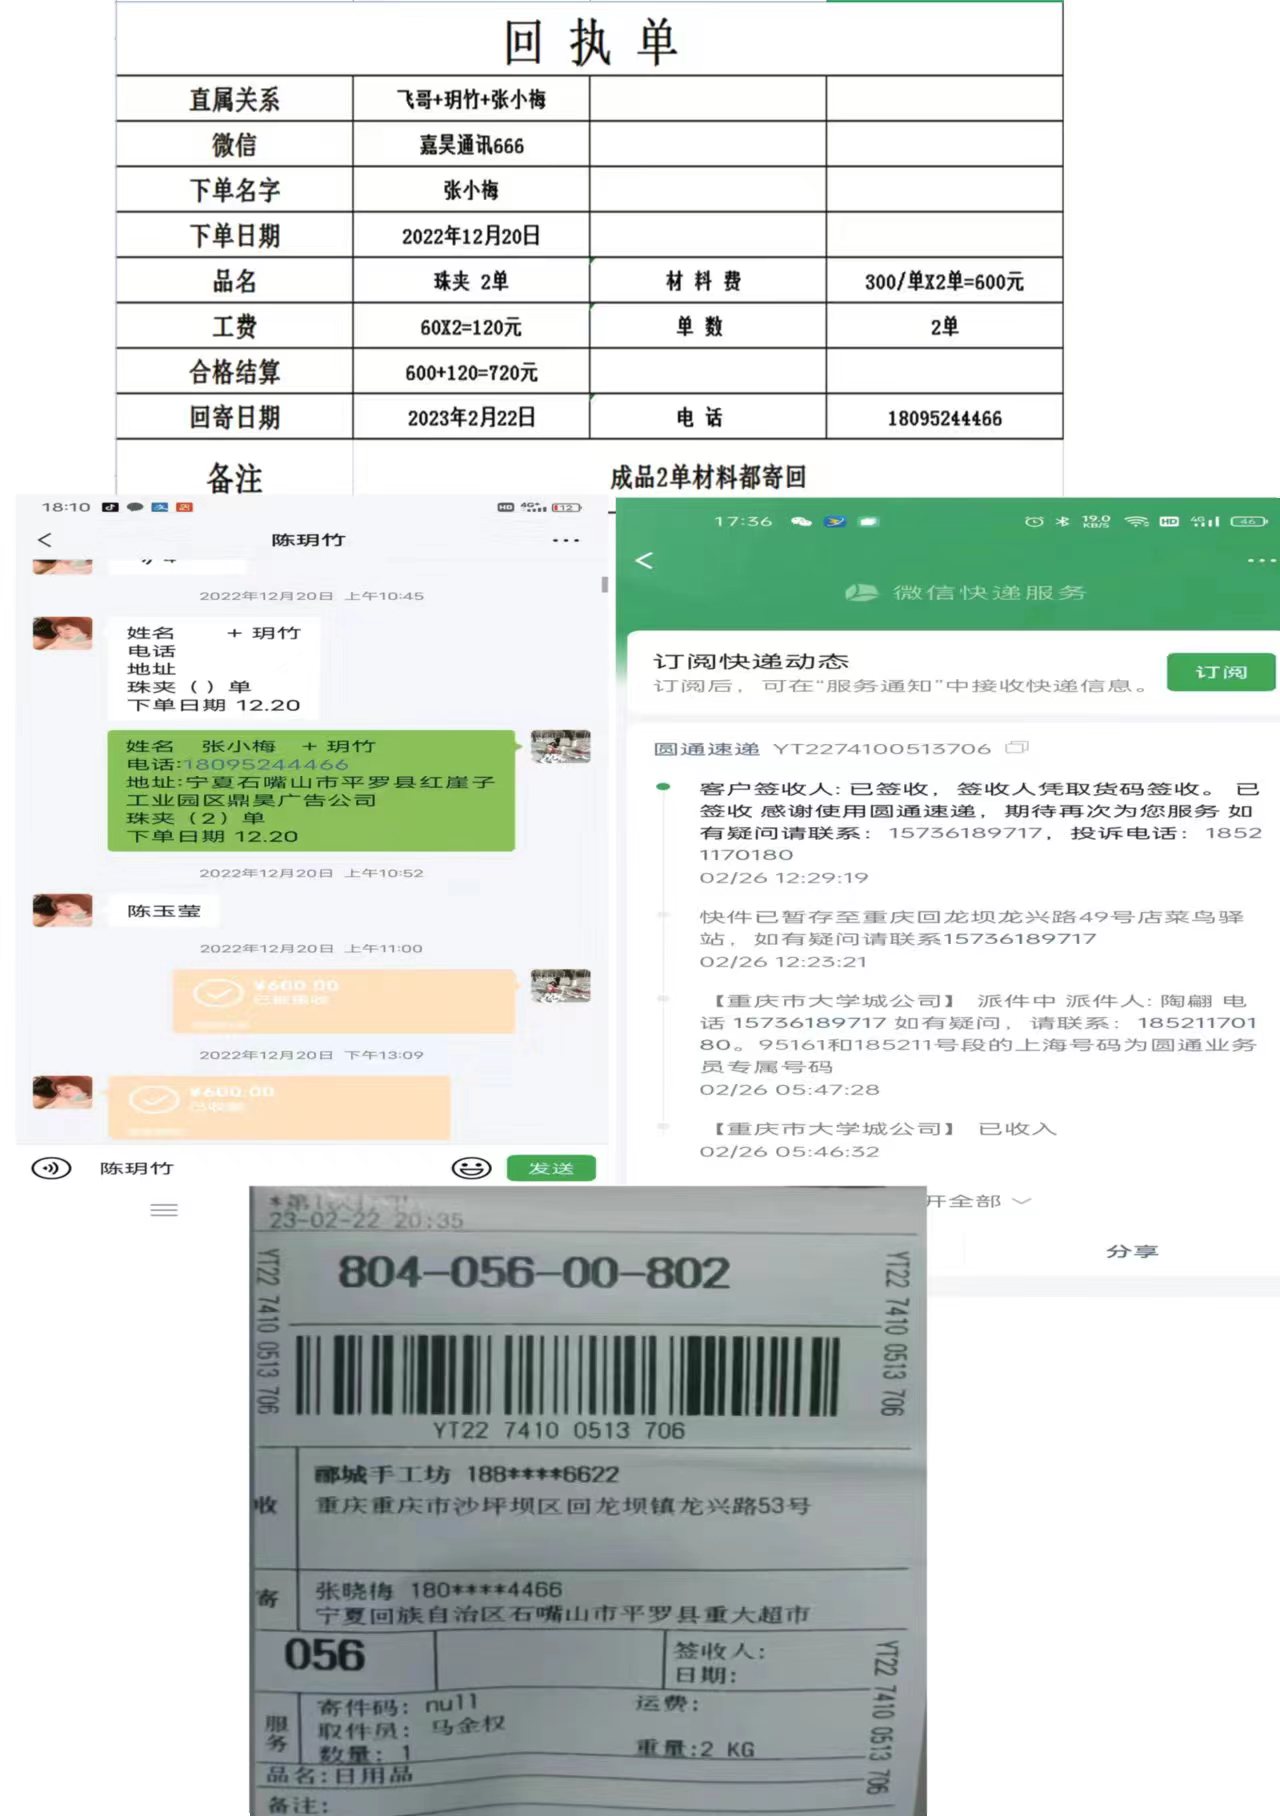 回 执 单
直属关系 飞哥+玥竹+张小梅
微信 嘉昊通讯666
下单名字 张小梅
下单日期 2022年12月20日
品名 珠夹 2单 材 料 费 300/单X2单=600元
工费 60X2=120元 单 数 2单
合格结算 600+120=720元
回寄日期 2023年2月22日 电 话 18095244466
备注 成品2单材料都寄回
18:10 HD 4G+ 12
陈玥竹
2022年12月20日 上午10:45
姓名 + 玥竹
电话
地址
珠夹（ ）单
下单日期 12.20
姓名 张小梅 + 玥竹
电话:18095244466
地址:宁夏石嘴山市平罗县红崖子
工业园区鼎昊广告公司
珠夹（2）单
下单日期 12.20
2022年12月20日 上午10:52
陈玉莹
2022年12月20日 上午11:00
¥600.00
已被接收
2022年12月20日 下午13:09
¥600.00
已收款
陈玥竹 发送
17:36 19.0 KB/S HD 4G 46
微信快递服务
订阅快递动态
订阅后，可在“服务通知”中接收快递信息。
订阅
圆通速递 YT2274100513706
客户签收人: 已签收，签收人凭取货码签收。 已
签收 感谢使用圆通速递，期待再次为您服务 如
有疑问请联系：15736189717，投诉电话：1852
1170180
02/26 12:29:19
快件已暂存至重庆回龙坝龙兴路49号店菜鸟驿
站，如有疑问请联系15736189717
02/26 12:23:21
【重庆市大学城公司】 派件中 派件人: 陶翩 电
话 15736189717 如有疑问，请联系：185211701
80。95161和185211号段的上海号码为圆通业务
员专属号码
02/26 05:47:28
【重庆市大学城公司】 已收入
02/26 05:46:32
开全部
分享
23-02-22 20:35
804-056-00-802
YT22 7410 0513 706
YT22 7410 0513 706
YT22 7410 0513 706
收
郦城手工坊 188****6622
重庆重庆市沙坪坝区回龙坝镇龙兴路53号
寄
张晓梅 180****4466
宁夏回族自治区石嘴山市平罗县重大超市
056
签收人:
日期:
YT22 7410 0513 706
服务
寄件码: null
取件员: 马金权
数量: 1
运费:
重量:2 KG
品名:日用品
备注: